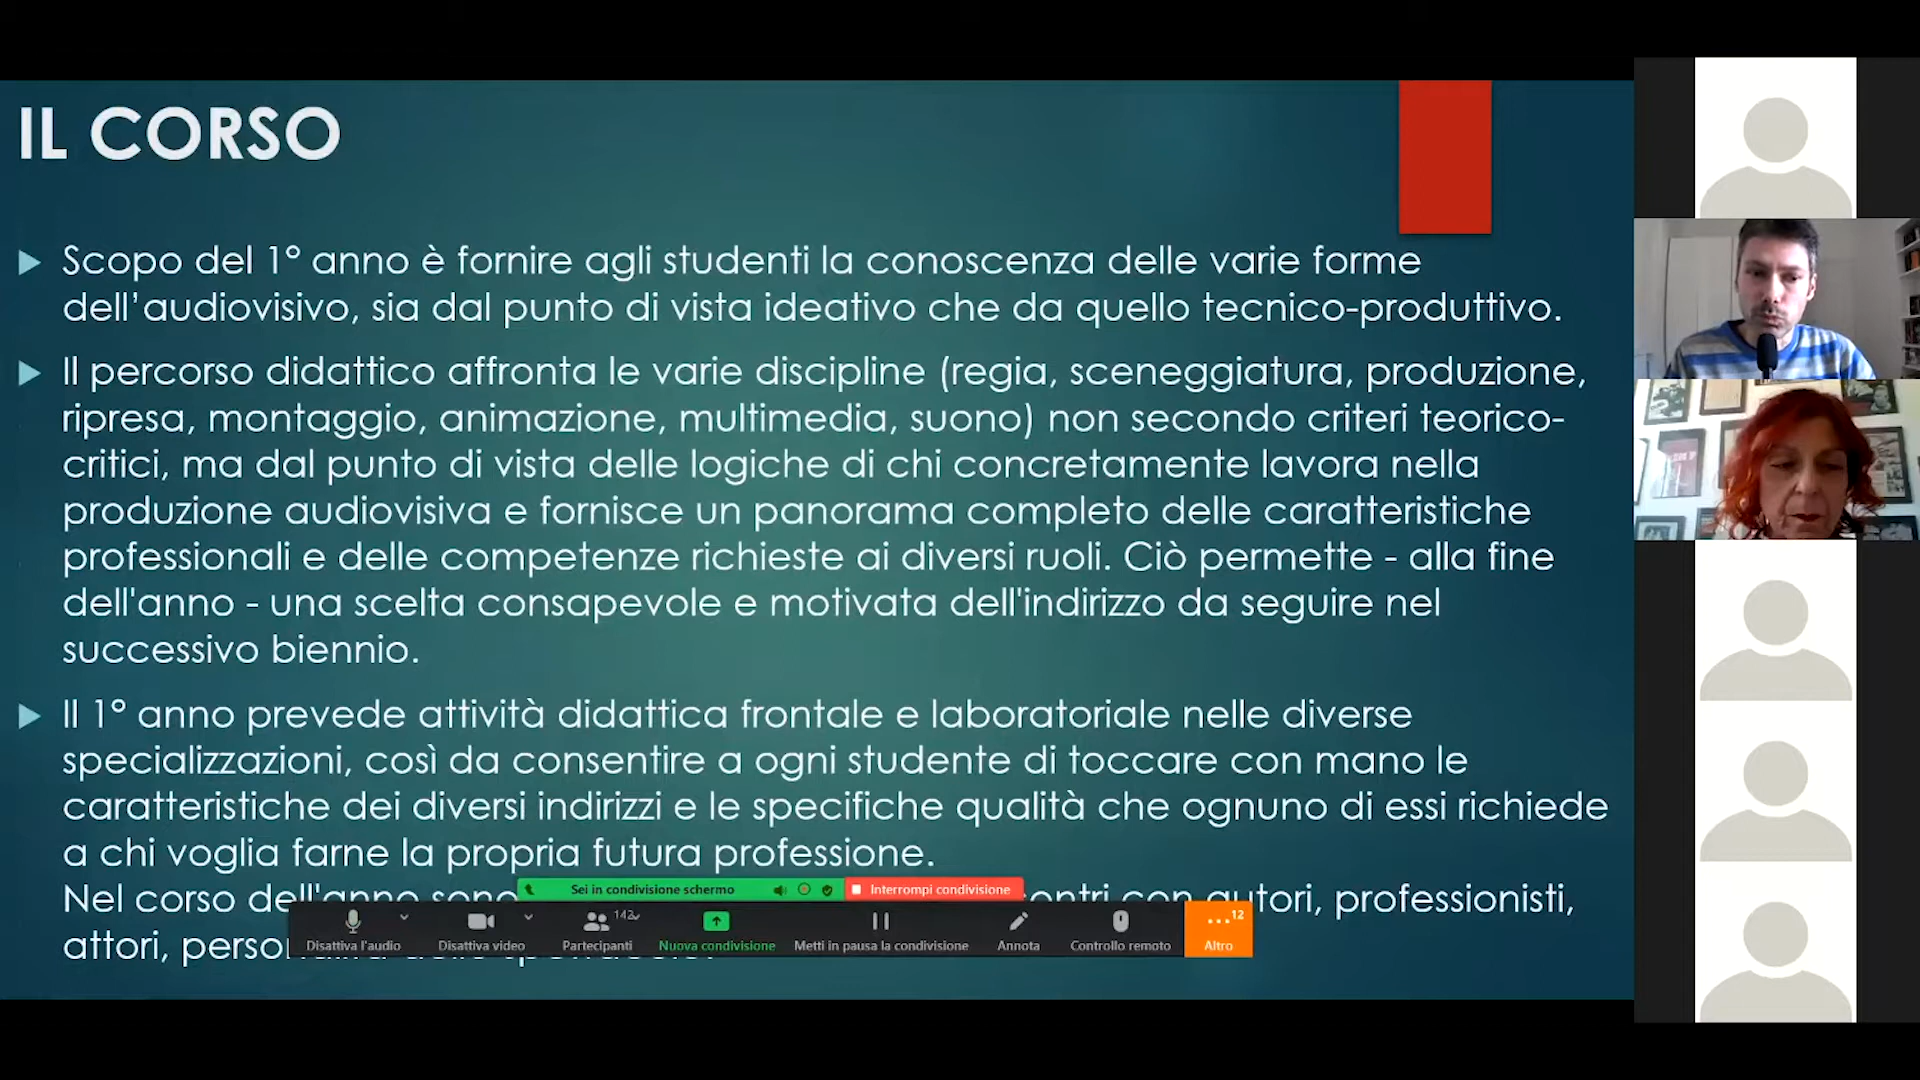 IL CORSO
Scopo del 1° anno è fornire agli studenti la conoscenza delle varie forme
dell’audiovisivo, sia dal punto di vista ideativo che da quello tecnico-produttivo.
Il percorso didattico affronta le varie discipline (regia, sceneggiatura, produzione,
ripresa, montaggio, animazione, multimedia, suono) non secondo criteri teorico-
critici, ma dal punto di vista delle logiche di chi concretamente lavora nella
produzione audiovisiva e fornisce un panorama completo delle caratteristiche
professionali e delle competenze richieste ai diversi ruoli. Ciò permette - alla fine
dell'anno - una scelta consapevole e motivata dell'indirizzo da seguire nel
successivo biennio.
Il 1° anno prevede attività didattica frontale e laboratoriale nelle diverse
specializzazioni, così da consentire a ogni studente di toccare con mano le
caratteristiche dei diversi indirizzi e le specifiche qualità che ognuno di essi richiede
a chi voglia farne la propria futura professione.
Nel corso dell'anno sono con autori, professionisti,
attori,
Sei in condivisione schermo Interrompi condivisione
142 12
Disattiva l'audio Disattiva video Partecipanti Nuova condivisione Metti in pausa la condivisione Annota Controllo remoto Altro